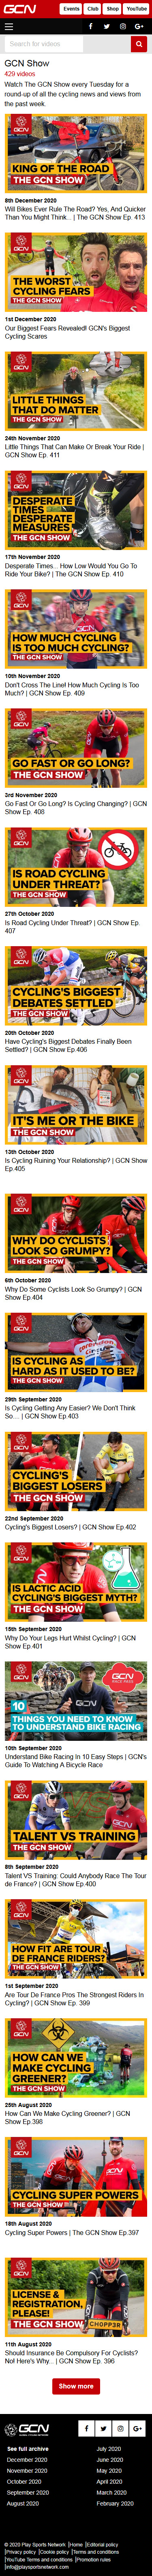 GCN
Events
Club
Shop
YouTube
Search for videos
GCN Show
429 videos
Watch The GCN show every Tuesday for a
round-up of all the cycling news and views from
the past week.
GCN
KING OF THE ROAD
THE GCN SHOW
8th December 2020
Will Bikes Ever Rule The Road? Yes, And Quicker
Than You Might Think... | The GCN Show Ep. 413
GCN
THE WORST
CYCLING FEARS
THE GCN SHOW
1st December 2020
Our Biggest Fears Revealed! GCN's Biggest
Cycling Scares
GCN
LITTLE THINGS
THAT DO MATTER
THE GCN SHOW
24th November 2020
Little Things That Can Make Or Break Your Ride |
GCN Show Ep. 411
GCN
DESPERATE
TIMES
DESPERATE
MEASURES
THE GCN SHOW
17th November 2020
Desperate Times... How Low Would You Go To
Ride Your Bike? | The GCN Show Ep. 410
GCN
HOW MUCH CYCLING
IS TOO MUCH CYCLING?
THE GCN SHOW
10th November 2020
Don't Cross The Line! How Much Cycling Is Too
Much? | GCN Show Ep. 409
GCN
GO FAST OR GO LONG?
THE GCN SHOW
3rd November 2020
Go Fast Or Go Long? Is Cycling Changing? | GCN
Show Ep. 408
GCN
IS ROAD CYCLING
UNDER THREAT?
THE GCN SHOW
27th October 2020
Is Road Cycling Under Threat? | GCN Show Ep.
407
GCN
CYCLING'S BIGGEST
DEBATES SETTLED
THE GCN SHOW
20th October 2020
Have Cycling's Biggest Debates Finally Been
Settled? | GCN Show Ep.406
GCN
IT'S ME OR THE BIKE
THE GCN SHOW
13th October 2020
Is Cycling Ruining Your Relationship? | GCN Show
Ep.405
GCN
WHY DO CYCLISTS
LOOK SO GRUMPY?
THE GCN SHOW
6th October 2020
Why Do Some Cyclists Look So Grumpy? | GCN
Show Ep.404
GCN
IS CYCLING AS
HARD AS IT USED TO BE?
THE GCN SHOW
29th September 2020
Is Cycling Getting Any Easier? We Don't Think
So… | GCN Show Ep.403
GCN
CYCLING'S
BIGGEST LOSERS
THE GCN SHOW
22nd September 2020
Cycling's Biggest Losers? | GCN Show Ep.402
GCN
IS LACTIC ACID
CYCLING'S BIGGEST MYTH?
THE GCN SHOW
15th September 2020
Why Do Your Legs Hurt Whilst Cycling? | GCN
Show Ep.401
GCN
GCN
RACE PASS
10
THINGS YOU NEED TO KNOW
TO UNDERSTAND BIKE RACING
10th September 2020
Understand Bike Racing In 10 Easy Steps | GCN's
Guide To Watching A Bicycle Race
GCN
TALENT VS TRAINING
THE GCN SHOW
8th September 2020
Talent VS Training: Could Anybody Race The Tour
de France? | GCN Show Ep.400
GCN
HOW FIT ARE TOUR
DE FRANCE RIDERS?
THE GCN SHOW
1st September 2020
Are Tour De France Pros The Strongest Riders In
Cycling? | GCN Show Ep. 399
GCN
HOW CAN WE
MAKE CYCLING
GREENER?
THE GCN SHOW
25th August 2020
How Can We Make Cycling Greener? | GCN
Show Ep.398
GCN
CYCLING SUPER POWERS
THE GCN SHOW
18th August 2020
Cycling Super Powers | The GCN Show Ep.397
GCN
LICENSE &
REGISTRATION,
PLEASE!
THE GCN SHOW
CHOPP3R
11th August 2020
Should Insurance Be Compulsory For Cyclists?
No! Here's Why... | GCN Show Ep. 396
Show more
GCN
See full archive
December 2020
November 2020
October 2020
September 2020
August 2020
July 2020
June 2020
May 2020
April 2020
March 2020
February 2020
© 2020 Play Sports Network |Home |Editorial policy
|Privacy policy |Cookie policy |Terms and conditions
|YouTube Terms and conditions |Promotion rules
|info@playsportsnetwork.com